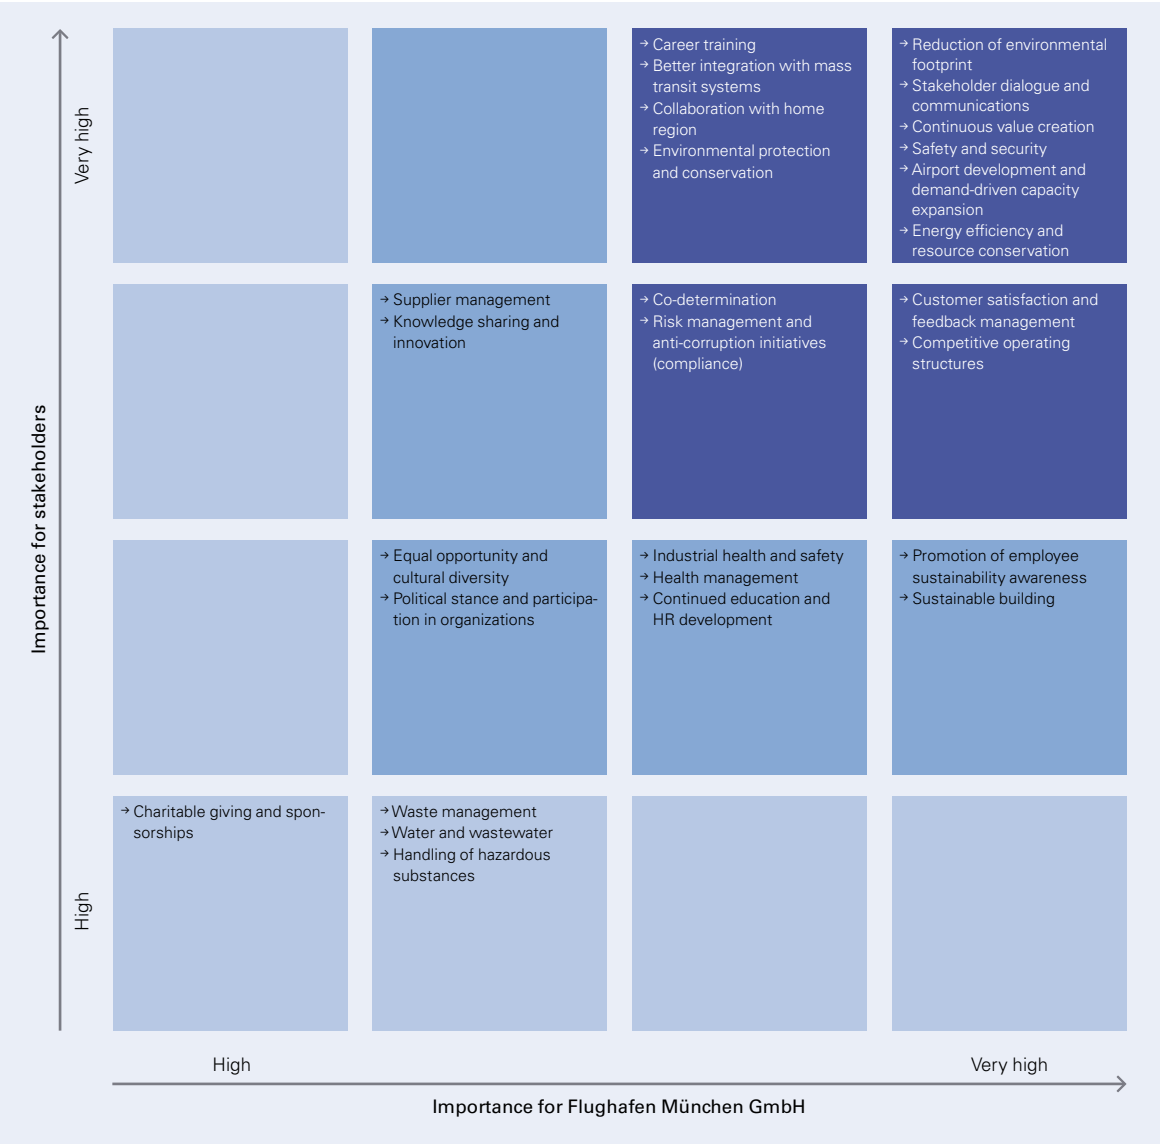 Very high
→ Career training
→ Better integration with mass
transit systems
→ Collaboration with home
region
→ Environmental protection
and conservation
→ Reduction of environmental
footprint
→ Stakeholder dialogue and
communications
→ Continuous value creation
→ Safety and security
→ Airport development and
demand-driven capacity
expansion
→ Energy efficiency and
resource conservation
→ Supplier management
→ Knowledge sharing and
innovation
→ Co-determination
→ Risk management and
anti-corruption initiatives
(compliance)
→ Customer satisfaction and
feedback management
→ Competitive operating
structures
Importance for stakeholders
→ Equal opportunity and
cultural diversity
→ Political stance and participa-
tion in organizations
→ Industrial health and safety
→ Health management
→ Continued education and
HR development
→ Promotion of employee
sustainability awareness
→ Sustainable building
High
→ Charitable giving and spon-
sorships
→ Waste management
→ Water and wastewater
→ Handling of hazardous
substances
High
Very high
Importance for Flughafen München GmbH